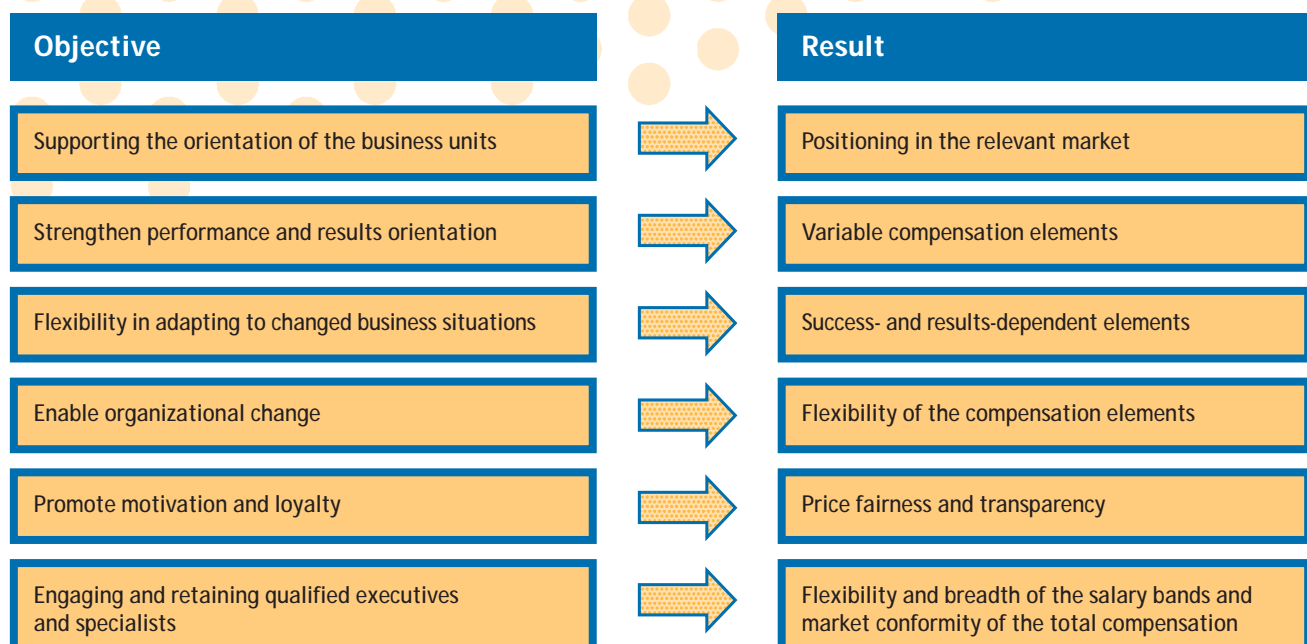 Objective
Result
Supporting the orientation of the business units
Positioning in the relevant market
Strengthen performance and results orientation
Variable compensation elements
Flexibility in adapting to changed business situations
Success- and results-dependent elements
Enable organizational change
Flexibility of the compensation elements
Promote motivation and loyalty
Price fairness and transparency
Engaging and retaining qualified executives
and specialists
Flexibility and breadth of the salary bands and
market conformity of the total compensation